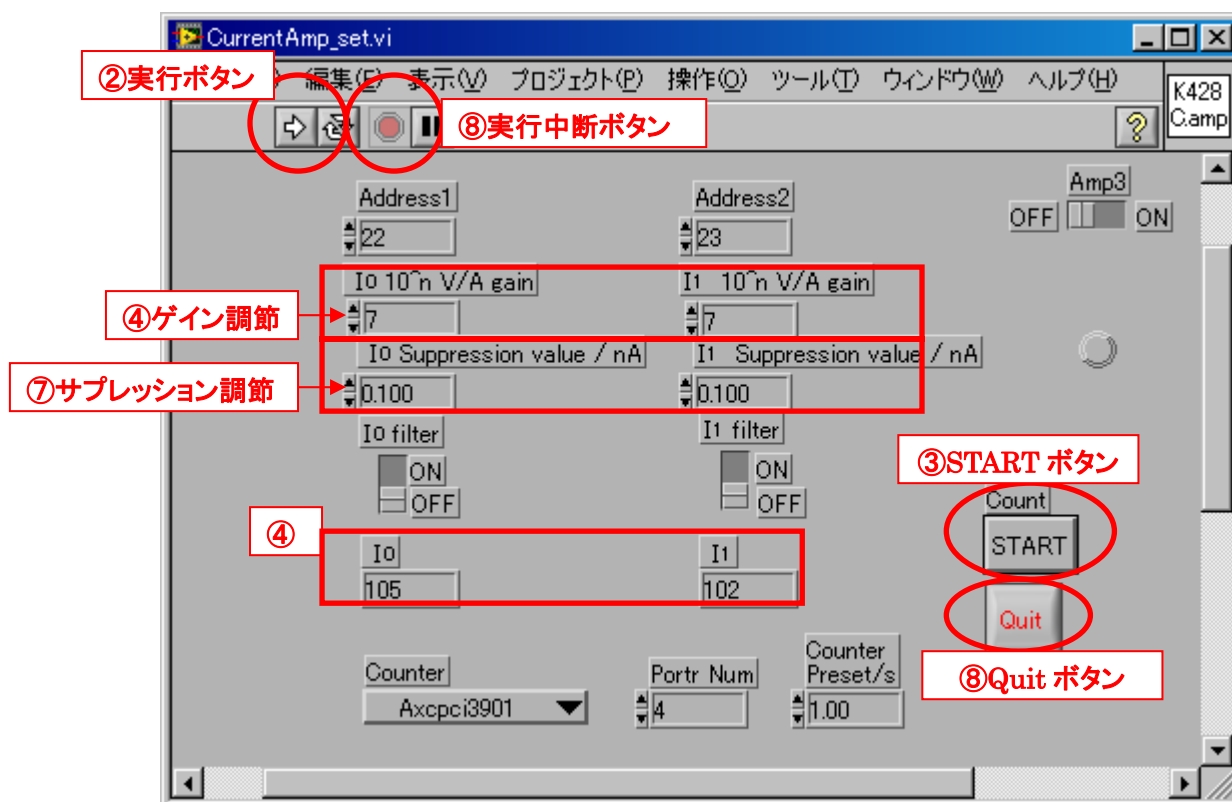 CurrentAmp_set.vi
②実行ボタン
編集(E) 表示(V) プロジェクト(P) 操作(O) ツール(T) ウィンドウ(W) ヘルプ(H)
K428
C.amp
⑧実行中断ボタン
?
Address1
22
Address2
23
Amp3
OFF ON
I0 10^n V/A gain
7
I1 10^n V/A gain
7
④ゲイン調節
I0 Suppression value / nA
0.100
I1 Suppression value / nA
0.100
⑦サプレッション調節
I0 filter
ON
OFF
I1 filter
ON
OFF
③START ボタン
Count
START
④
I0
105
I1
102
Quit
⑧Quit ボタン
Counter
Axcpci3901
Portr Num
4
Counter
Preset/s
1.00